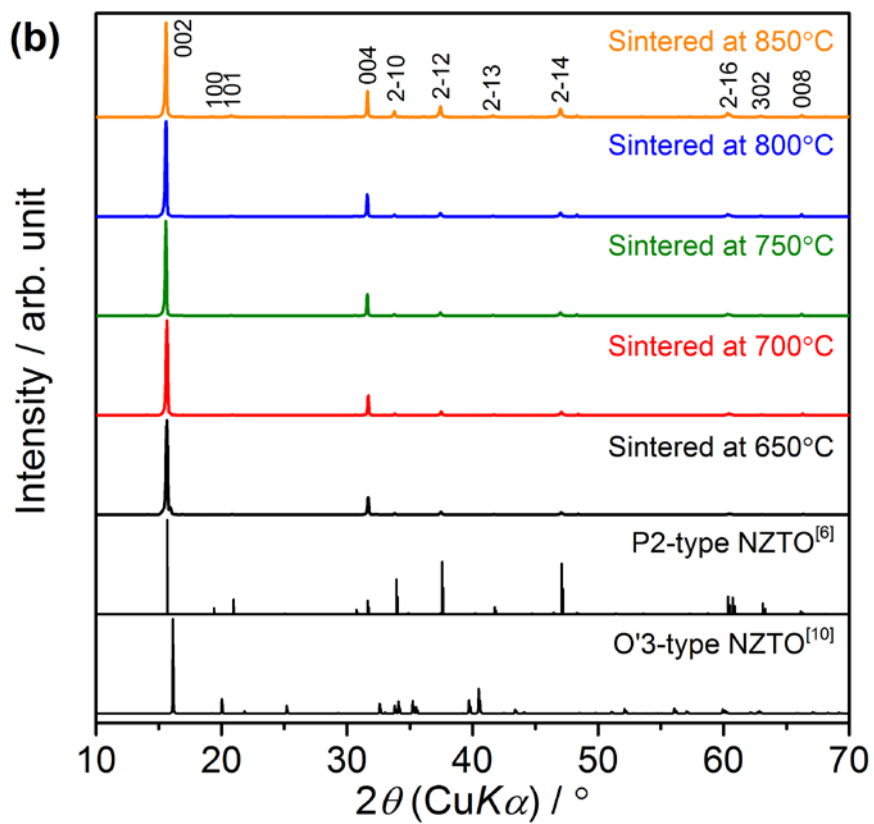 (b)
Sintered at 850°C
002
100
101
004
2-10
2-12
2-13
2-14
2-16
302
008
Sintered at 800°C
Sintered at 750°C
Sintered at 700°C
Sintered at 650°C
P2-type NZTO[6]
O'3-type NZTO[10]
Intensity / arb. unit
10 20 30 40 50 60 70
2θ (CuKα) / °